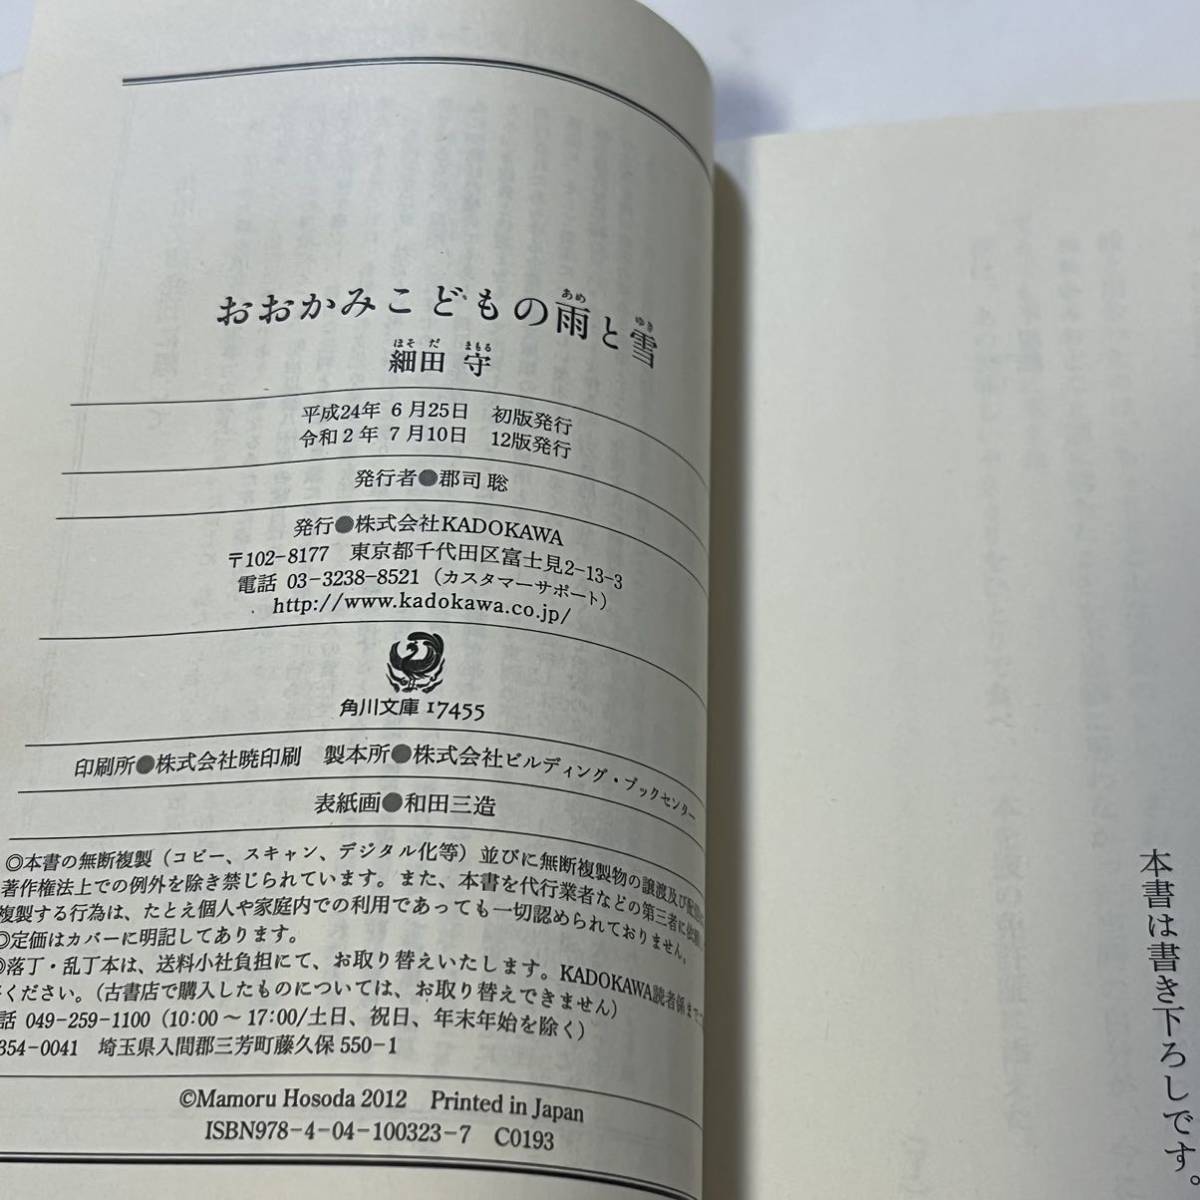 おおかみこどもの雨と雪
あめ
ゆき
細田 守
ほそ だ まもる
平成24年 6月25日 初版発行
令和2年 7月10日 12版発行
発行者●郡司 聡
発行●株式会社KADOKAWA
〒102-8177 東京都千代田区富士見2-13-3
電話 03-3238-8521（カスタマーサポート）
http://www.kadokawa.co.jp/
角川文庫 17455
印刷所●株式会社暁印刷 製本所●株式会社ビルディング・ブックセンター
表紙画●和田三造
◎本書の無断複製（コピー、スキャン、デジタル化等）並びに無断複製物の譲渡及び配信は
著作権法上での例外を除き禁じられています。また、本書を代行業者などの第三者に依頼
複製する行為は、たとえ個人や家庭内での利用であっても一切認められておりません。
◎定価はカバーに明記してあります。
◎落丁・乱丁本は、送料小社負担にて、お取り替えいたします。KADOKAWA読者係まで
ください。（古書店で購入したものについては、お取り替えできません）
話 049-259-1100（10:00～17:00/土日、祝日、年末年始を除く）
354-0041 埼玉県入間郡三芳町藤久保550-1
©Mamoru Hosoda 2012 Printed in Japan
ISBN978-4-04-100323-7 C0193
本書は書き下ろしです。